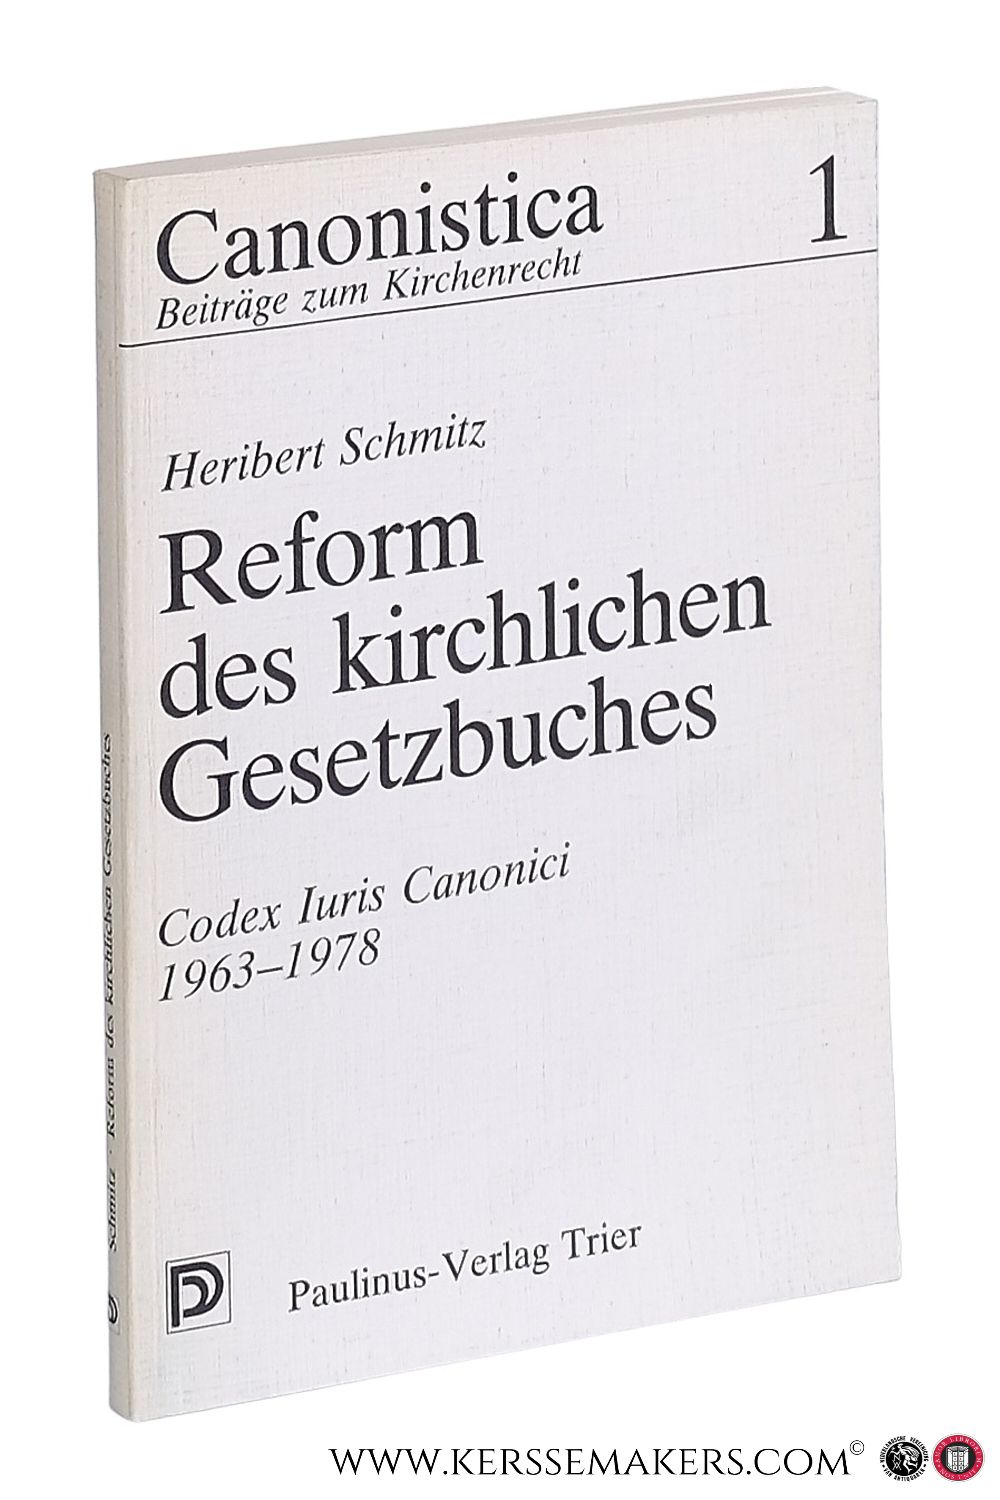 Canonistica 1
Beiträge zum Kirchenrecht
Heribert Schmitz
Reform
des kirchlichen
Gesetzbuches
Codex Iuris Canonici
1963–1978
Paulinus-Verlag Trier
Schmitz · Reform des kirchlichen Gesetzbuches
WWW.KERSSEMAKERS.COM©